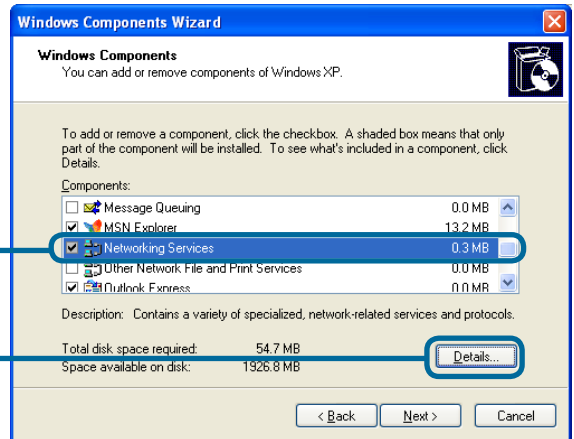 Windows Components Wizard
Windows Components
You can add or remove components of Windows XP.
To add or remove a component, click the checkbox. A shaded box means that only
part of the component will be installed. To see what's included in a component, click
Details.
Components:
Message Queuing 0.0 MB
MSN Explorer 13.2 MB
Networking Services 0.3 MB
Other Network File and Print Services 0.0 MB
Outlook Express 0.0 MB
Description: Contains a variety of specialized, network-related services and protocols.
Total disk space required: 54.7 MB
Space available on disk: 1926.8 MB
Details...
< Back Next > Cancel